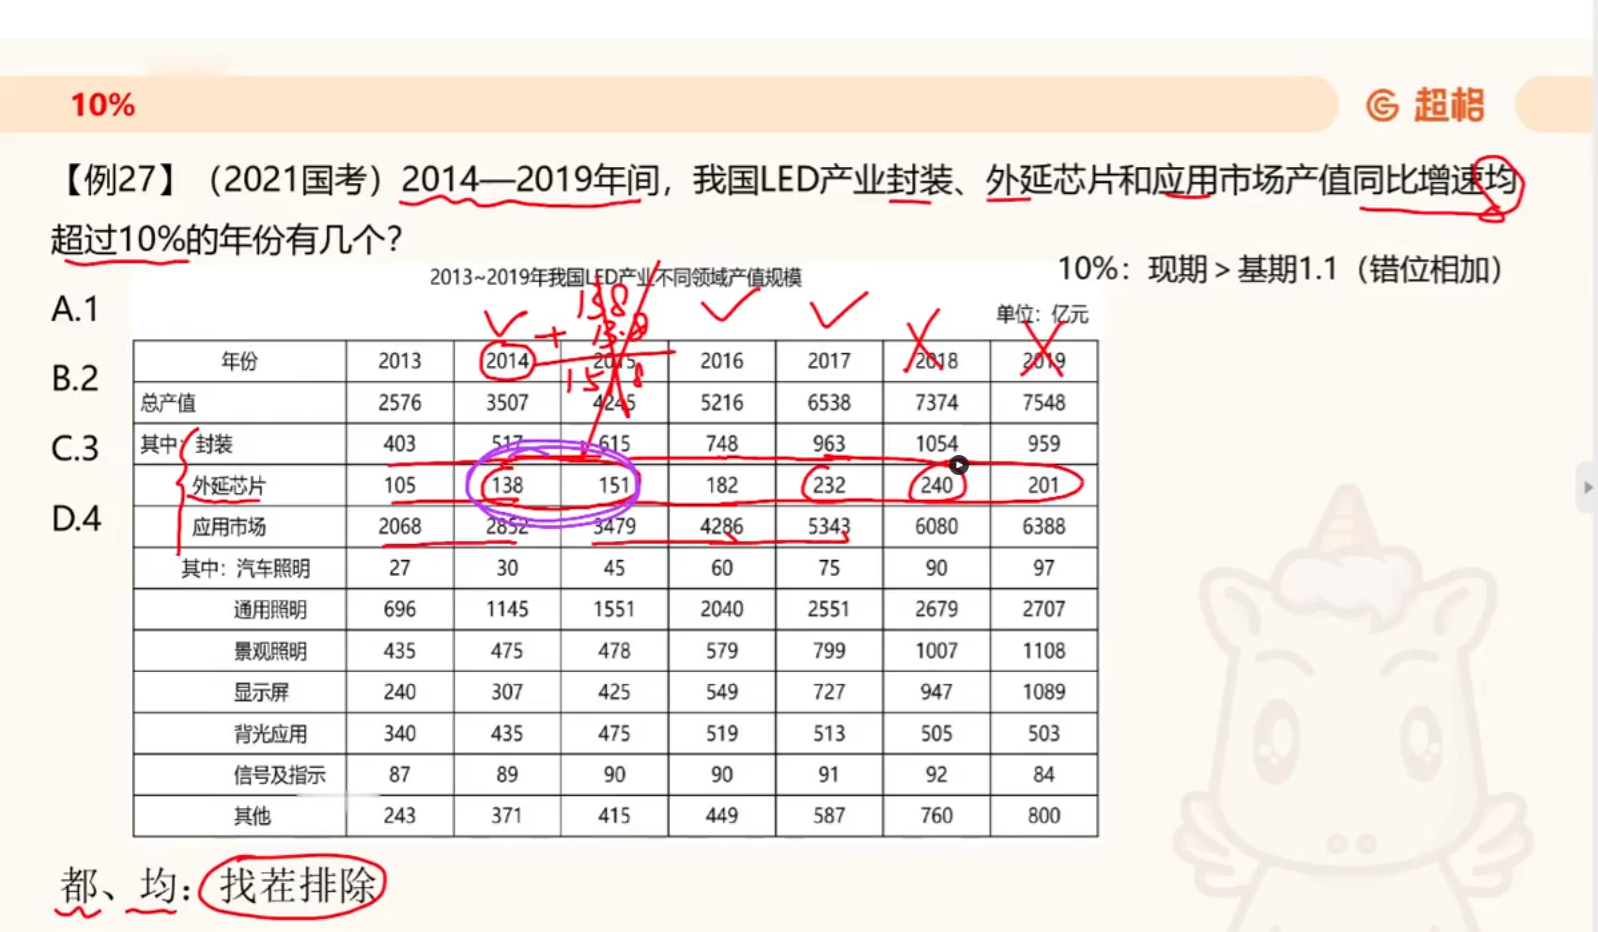 10%
超格
【例27】（2021国考）2014—2019年间，我国LED产业封装、外延芯片和应用市场产值同比增速均
超过10%的年份有几个？
10%：现期＞基期1.1（错位相加）
2013~2019年我国LED产业不同领域产值规模
A.1
单位：亿元
138
+ 13.8
151.8
年份 2013 2014 2015 2016 2017 2018 2019
B.2
总产值 2576 3507 4245 5216 6538 7374 7548
其中：封装 403 517 615 748 963 1054 959
C.3
外延芯片 105 138 151 182 232 240 201
D.4
应用市场 2068 2852 3479 4286 5343 6080 6388
其中：汽车照明 27 30 45 60 75 90 97
通用照明 696 1145 1551 2040 2551 2679 2707
景观照明 435 475 478 579 799 1007 1108
显示屏 240 307 425 549 727 947 1089
背光应用 340 435 475 519 513 505 503
信号及指示 87 89 90 90 91 92 84
其他 243 371 415 449 587 760 800
都、均：找茬排除